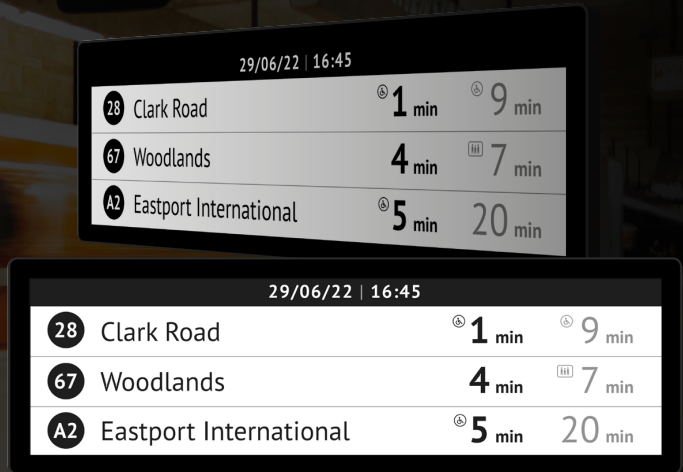 29/06/22 | 16:45
28 Clark Road 1 min 9 min
67 Woodlands 4 min 7 min
A2 Eastport International 5 min 20 min
29/06/22 | 16:45
28 Clark Road 1 min 9 min
67 Woodlands 4 min 7 min
A2 Eastport International 5 min 20 min